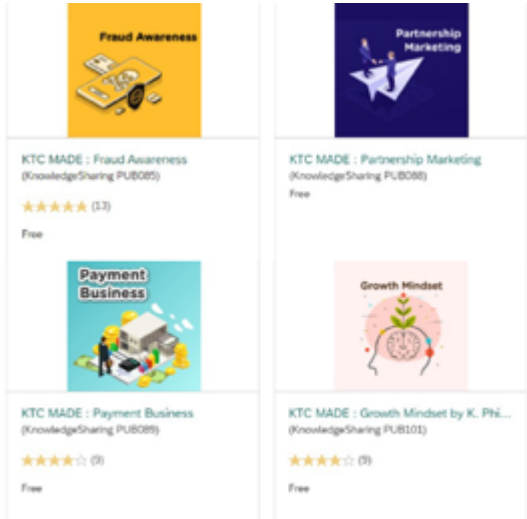 Fraud Awareness
KTC MADE : Fraud Awareness
(KnowledgeSharing PUB085)
(13)
Free
Partnership
Marketing
KTC MADE : Partnership Marketing
(KnowledgeSharing PUB088)
Free
Payment
Business
KTC MADE : Payment Business
(KnowledgeSharing PUB089)
(9)
Free
Growth Mindset
KTC MADE : Growth Mindset by K. Phi...
(KnowledgeSharing PUB101)
(9)
Free